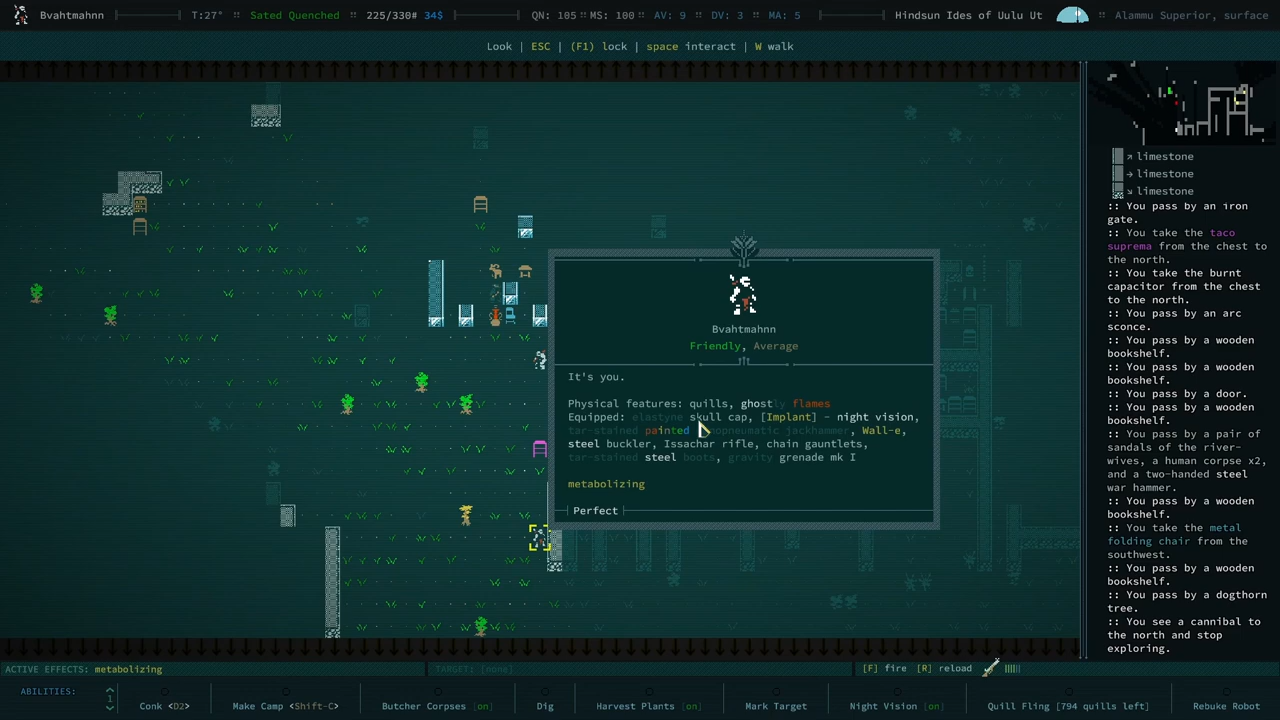 Bvahtmahnn T:27° :: Sated Quenched :: 225/330# 34$ QN: 105 :: MS: 100 :: AV: 9 :: DV: 3 :: MA: 5 Hindsun Ides of Uulu Ut :: Alammu Superior, surface
Look | ESC | (F1) lock | space interact | W walk
↗ limestone
→ limestone
↘ limestone
:: You pass by an iron
gate.
:: You take the taco
suprema from the chest to
the north.
:: You take the burnt
capacitor from the chest
to the north.
:: You pass by an arc
sconce.
:: You pass by a wooden
bookshelf.
:: You pass by a wooden
bookshelf.
:: You pass by a door.
:: You pass by a wooden
bookshelf.
:: You pass by a pair of
sandals of the river-
wives, a human corpse x2,
and a two-handed steel
war hammer.
:: You pass by a wooden
bookshelf.
:: You take the metal
folding chair from the
southwest.
:: You pass by a wooden
bookshelf.
:: You pass by a dogthorn
tree.
:: You see a cannibal to
the north and stop
exploring.
Bvahtmahnn
Friendly, Average
It's you.
Physical features: quills, ghostly flames
Equipped: elastyne skull cap, [Implant] - night vision,
tar-stained painted jackhammer, Wall-e,
steel buckler, Issachar rifle, chain gauntlets,
tar-stained steel boots, gravity grenade mk I
metabolizing
Perfect
ACTIVE EFFECTS: metabolizing TARGET: [none] [F] fire [R] reload
ABILITIES: 1 Conk <D2> Make Camp <Shift-C> Butcher Corpses [on] Dig Harvest Plants [on] Mark Target Night Vision [on] Quill Fling [794 quills left] Rebuke Robot